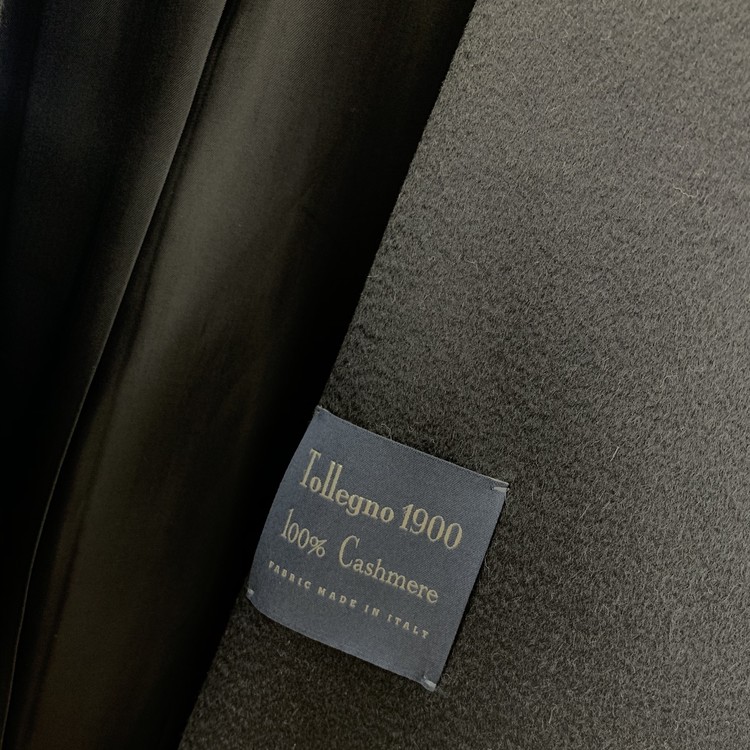 Tollegno 1900
100% Cashmere
FABRIC MADE IN ITALY